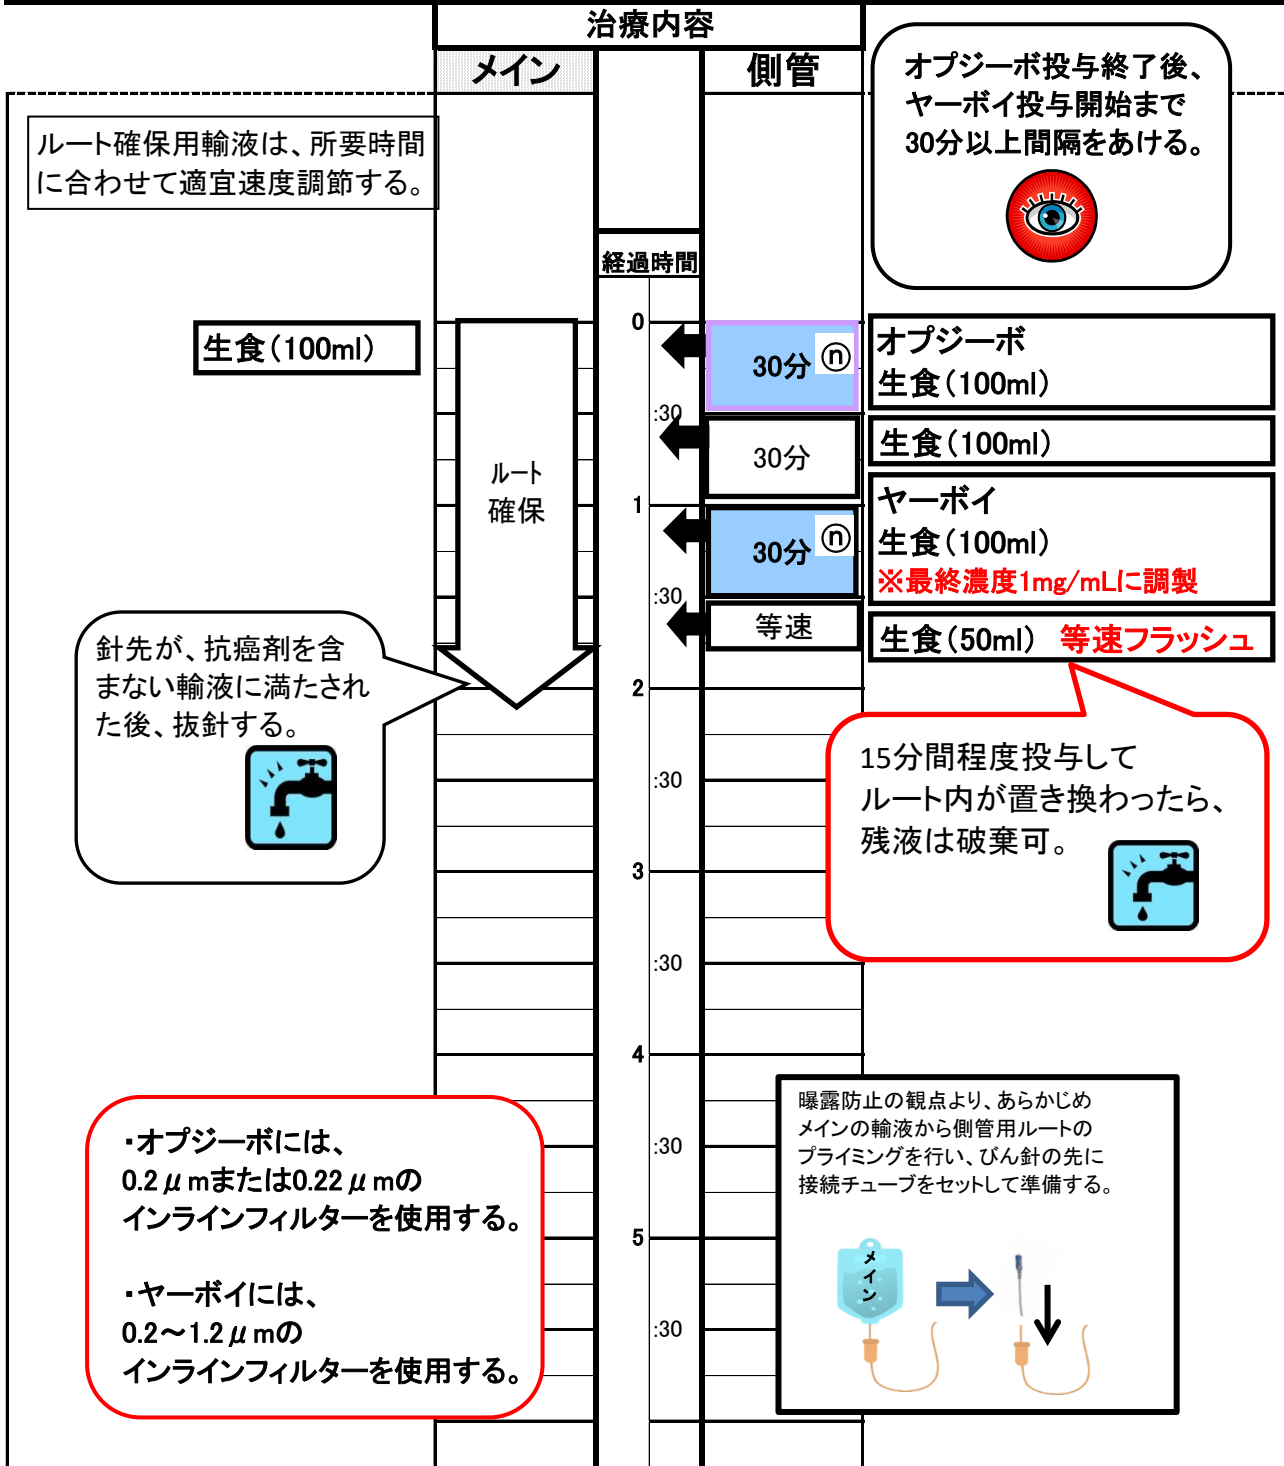 治療内容
メイン
側管
オプジーボ投与終了後、
ヤーボイ投与開始まで
30分以上間隔をあける。
ルート確保用輸液は、所要時間
に合わせて適宜速度調節する。
経過時間
生食（100ml）
0
30分 ⓝ
オプジーボ
生食（100ml）
:30
30分
生食（100ml）
ルート
確保
1
30分 ⓝ
ヤーボイ
生食（100ml）
※最終濃度1mg/mLに調製
:30
等速
生食（50ml） 等速フラッシュ
針先が、抗癌剤を含
まない輸液に満たされ
た後、抜針する。
2
15分間程度投与して
ルート内が置き換わったら、
残液は破棄可。
:30
3
:30
4
:30
5
:30
・オプジーボには、
0.2μmまたは0.22μmの
インラインフィルターを使用する。
・ヤーボイには、
0.2～1.2μmの
インラインフィルターを使用する。
曝露防止の観点より、あらかじめ
メインの輸液から側管用ルートの
プライミングを行い、びん針の先に
接続チューブをセットして準備する。
メイン